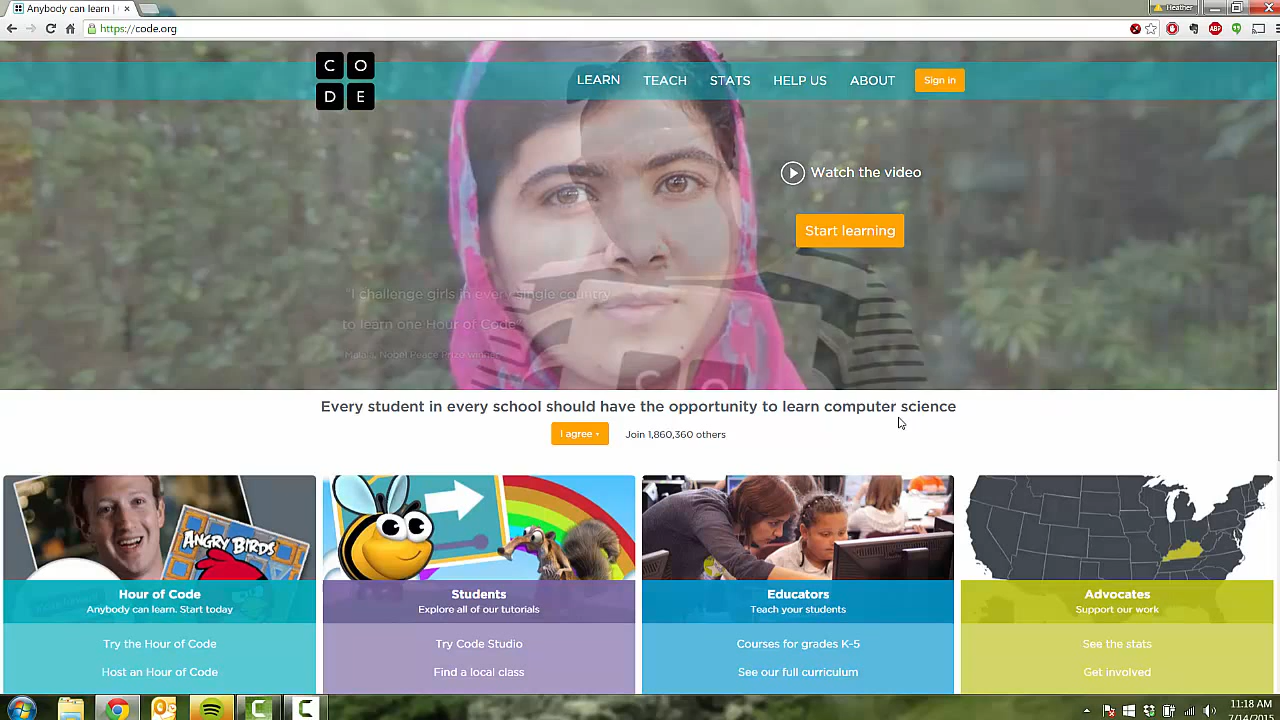 Anybody can learn |
Heather
https://code.org
ABP
C O
D E
LEARN TEACH STATS HELP US ABOUT Sign in
Watch the video
Start learning
"I challenge girls in every single country
to learn one Hour of Code"
Malala, Nobel Peace Prize winner
C O
Every student in every school should have the opportunity to learn computer science
I agree
Join 1,860,360 others
ANGRY BIRDS
Hour of Code
Anybody can learn. Start today
Try the Hour of Code
Host an Hour of Code
Students
Explore all of our tutorials
Try Code Studio
Find a local class
Educators
Teach your students
Courses for grades K-5
See our full curriculum
Advocates
Support our work
See the stats
Get involved
11:18 AM
7/14/2015